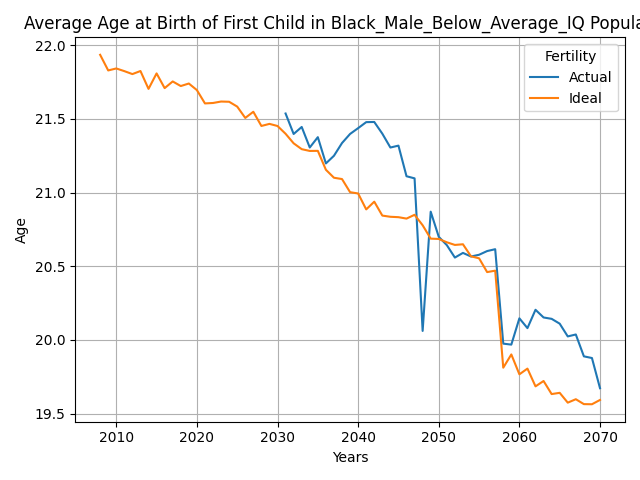 Average Age at Birth of First Child in Black_Male_Below_Average_IQ Popula
22.0
21.5
21.0
20.5
20.0
19.5
Age
Fertility
Actual
Ideal
2010 2020 2030 2040 2050 2060 2070
Years